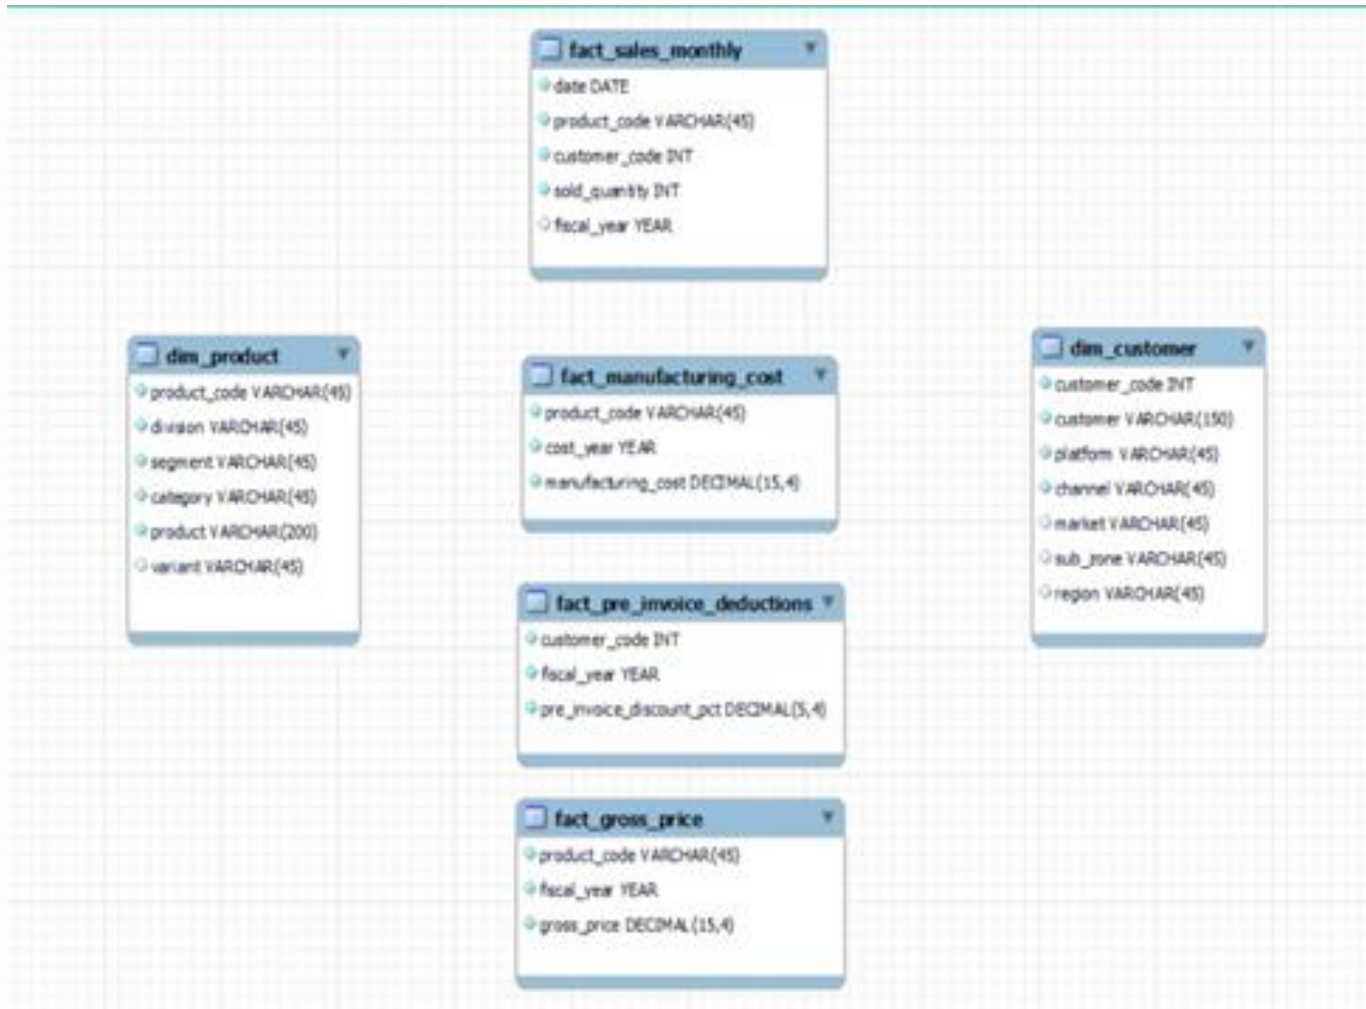 fact_sales_monthly
date DATE
product_code VARCHAR(45)
customer_code INT
sold_quantity INT
fiscal_year YEAR
dim_product
product_code VARCHAR(45)
division VARCHAR(45)
segment VARCHAR(45)
category VARCHAR(45)
product VARCHAR(200)
variant VARCHAR(45)
fact_manufacturing_cost
product_code VARCHAR(45)
cost_year YEAR
manufacturing_cost DECIMAL(15,4)
dim_customer
customer_code INT
customer VARCHAR(150)
platform VARCHAR(45)
channel VARCHAR(45)
market VARCHAR(45)
sub_zone VARCHAR(45)
region VARCHAR(45)
fact_pre_invoice_deductions
customer_code INT
fiscal_year YEAR
pre_invoice_discount_pct DECIMAL(5,4)
fact_gross_price
product_code VARCHAR(45)
fiscal_year YEAR
gross_price DECIMAL(15,4)